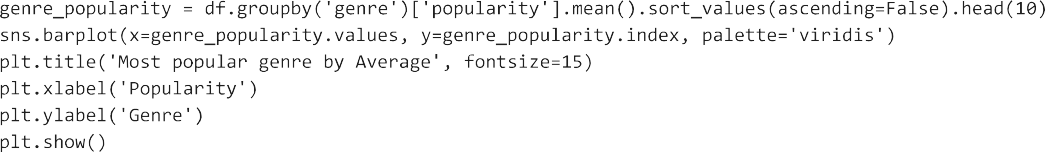 genre_popularity = df.groupby('genre')['popularity'].mean().sort_values(ascending=False).head(10)
sns.barplot(x=genre_popularity.values, y=genre_popularity.index, palette='viridis')
plt.title('Most popular genre by Average', fontsize=15)
plt.xlabel('Popularity')
plt.ylabel('Genre')
plt.show()